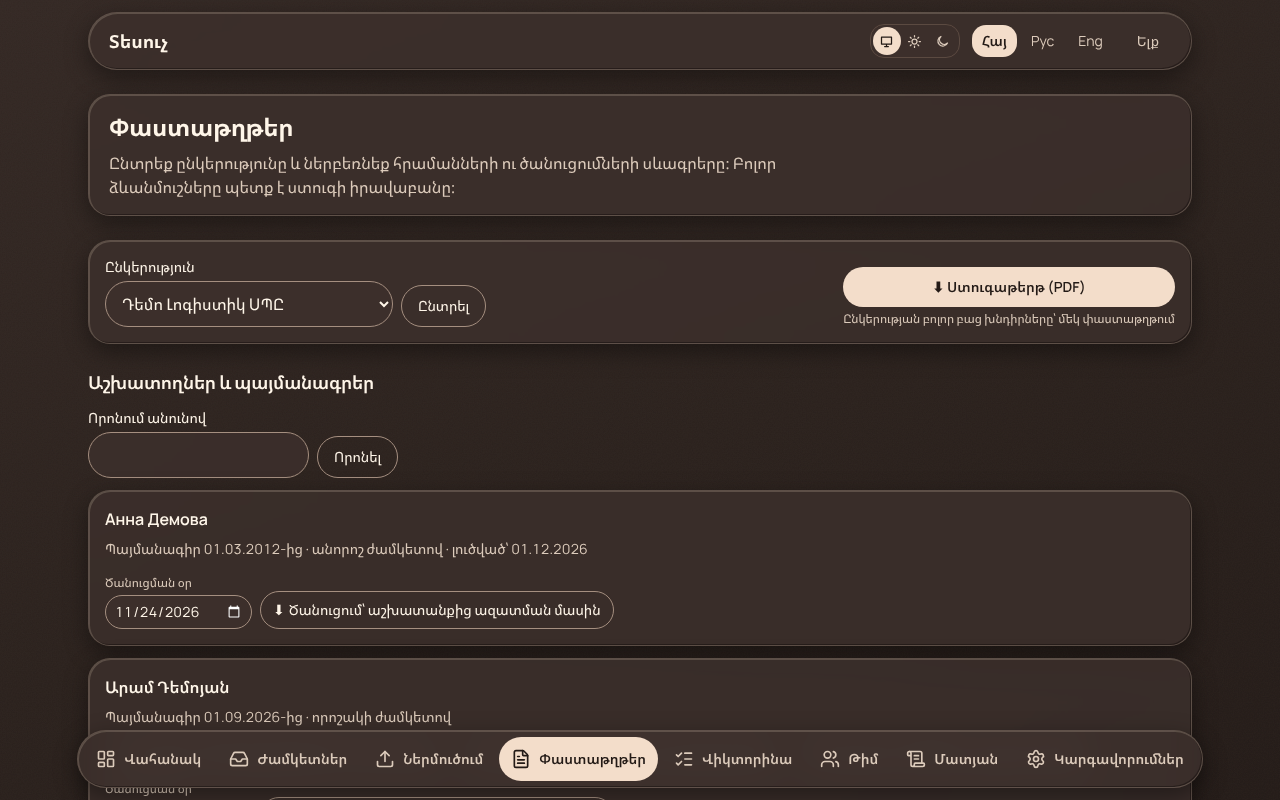 Տեսուչ
Հայ Рус Eng Ելք
Փաստաթղթեր
Ընտրեք ընկերությունը և ներբեռնեք հրամանների ու ծանուցումների սևագրերը։ Բոլոր
ձևանմուշները պետք է ստուգի իրավաբանը։
Ընկերություն
Դեմո Լոգիստիկ ՍՊԸ
Ընտրել
⬇ Ստուգաթերթ (PDF)
Ընկերության բոլոր բաց խնդիրները՝ մեկ փաստաթղթում
Աշխատողներ և պայմանագրեր
Որոնում անունով
Որոնել
Анна Демова
Պայմանագիր 01.03.2012-ից · անորոշ ժամկետով · լուծված՝ 01.12.2026
Ծանուցման օր
11/24/2026
⬇ Ծանուցում՝ աշխատանքից ազատման մասին
Արամ Դեմոյան
Պայմանագիր 01.09.2026-ից · որոշակի ժամկետով
Վահանակ Ժամկետներ Ներմուծում Փաստաթղթեր Վիկտորինա Թիմ Մատյան Կարգավորումներ
Ծանուցման օր